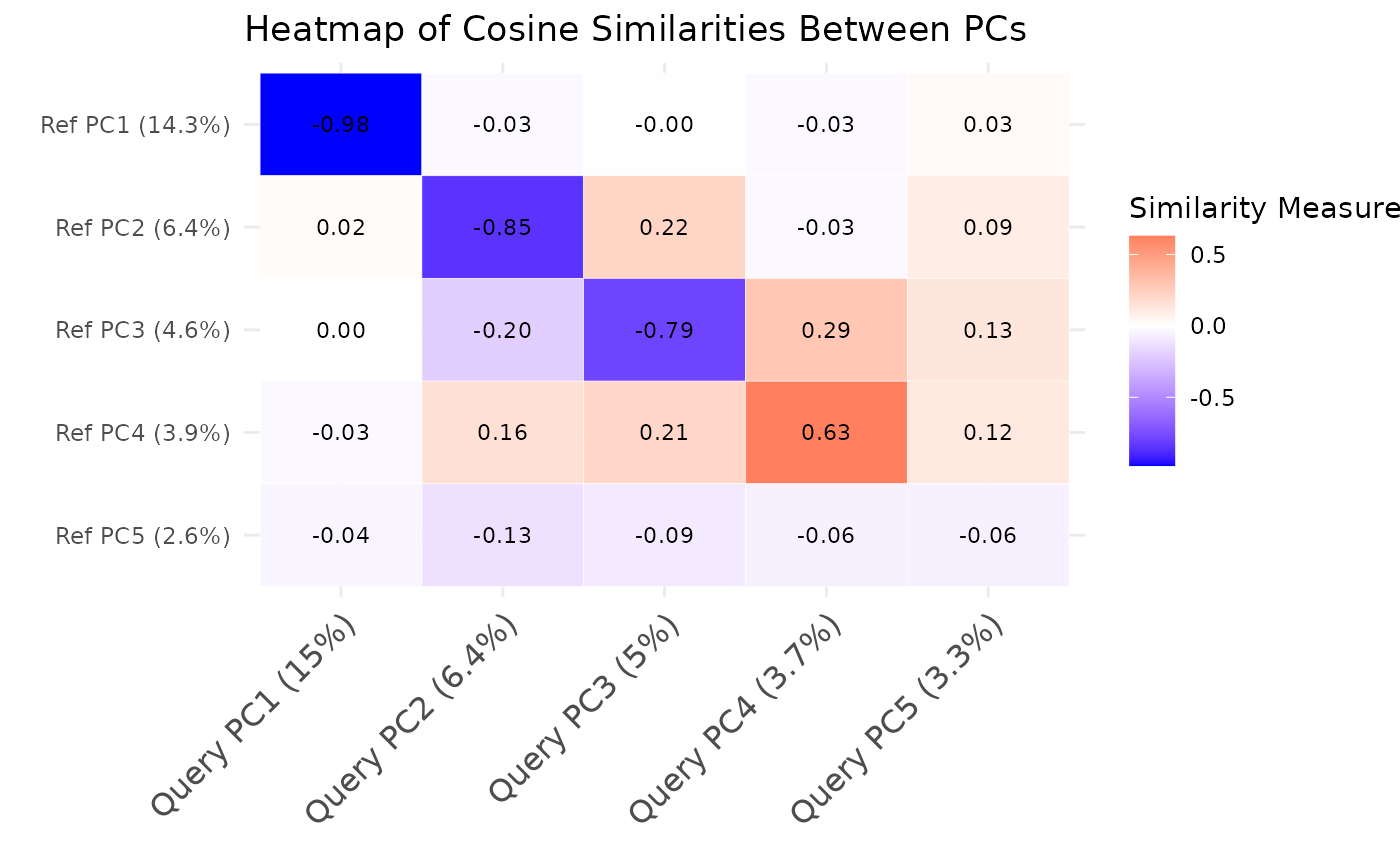 Heatmap of Cosine Similarities Between PCs
Ref PC1 (14.3%) -0.98 -0.03 -0.00 -0.03 0.03
Ref PC2 (6.4%) 0.02 -0.85 0.22 -0.03 0.09
Ref PC3 (4.6%) 0.00 -0.20 -0.79 0.29 0.13
Ref PC4 (3.9%) -0.03 0.16 0.21 0.63 0.12
Ref PC5 (2.6%) -0.04 -0.13 -0.09 -0.06 -0.06
Query PC1 (15%)
Query PC2 (6.4%)
Query PC3 (5%)
Query PC4 (3.7%)
Query PC5 (3.3%)
Similarity Measure
0.5
0.0
-0.5